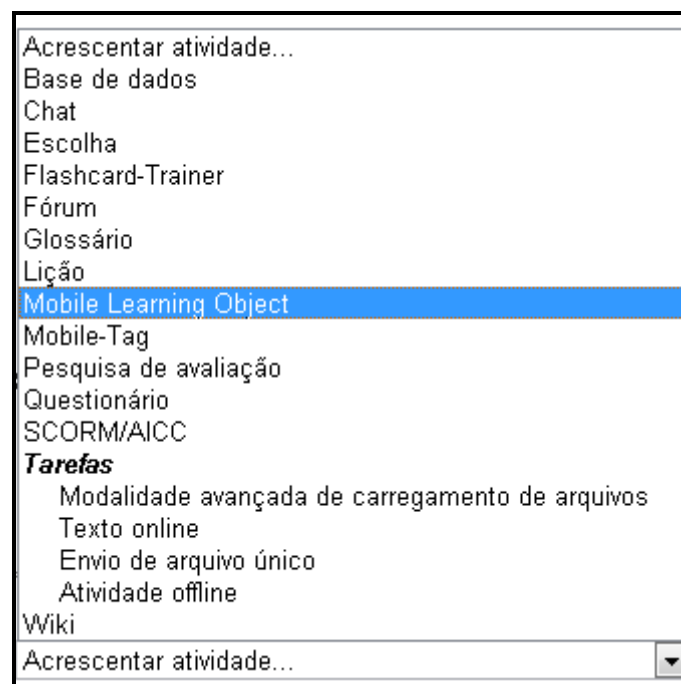 Acrescentar atividade...
Base de dados
Chat
Escolha
Flashcard-Trainer
Fórum
Glossário
Lição
Mobile Learning Object
Mobile-Tag
Pesquisa de avaliação
Questionário
SCORM/AICC
Tarefas
Modalidade avançada de carregamento de arquivos
Texto online
Envio de arquivo único
Atividade offline
Wiki
Acrescentar atividade...